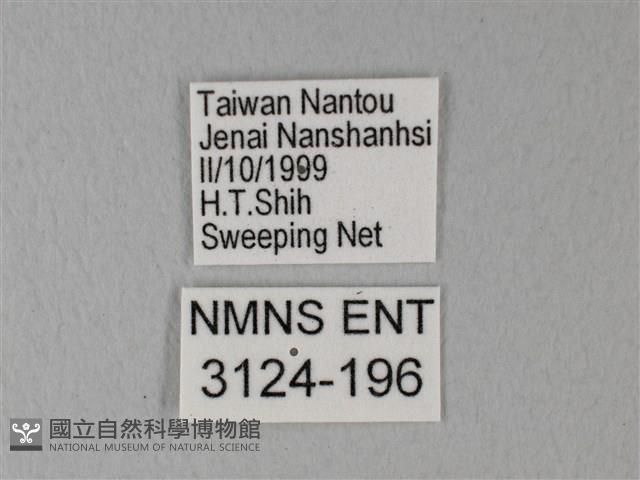 Taiwan Nantou
Jenai Nanshanhsi
II/10/1999
H.T.Shih
Sweeping Net
NMNS ENT
3124-196
國立自然科學博物館
NATIONAL MUSEUM OF NATURAL SCIENCE